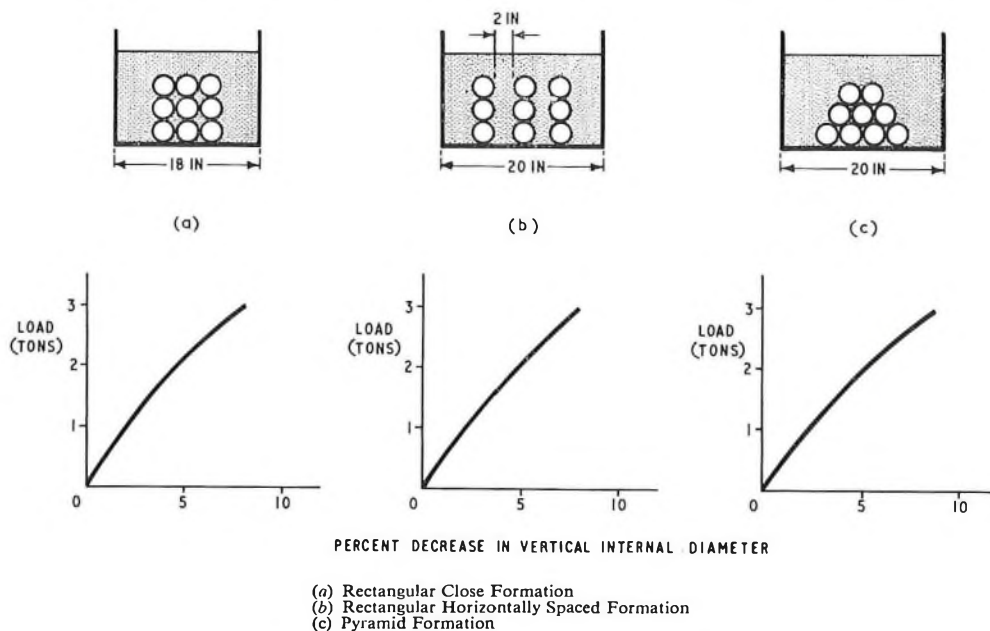 2 IN
18 IN
20 IN
20 IN
(a)
(b)
(c)
LOAD
(TONS)
3
2
1
0
5
10
LOAD
(TONS)
3
2
1
0
5
10
LOAD
(TONS)
3
2
1
0
5
10
PERCENT DECREASE IN VERTICAL INTERNAL DIAMETER
(a) Rectangular Close Formation
(b) Rectangular Horizontally Spaced Formation
(c) Pyramid Formation